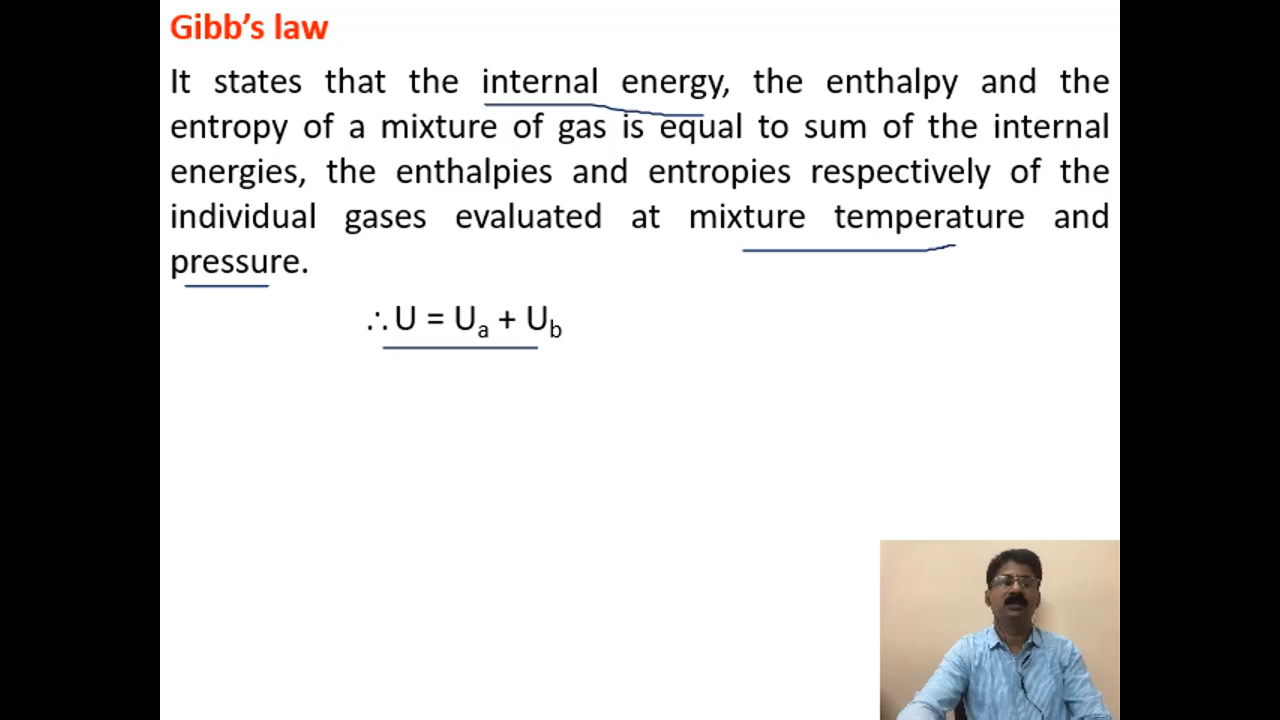 Gibb's law
It states that the internal energy, the enthalpy and the
entropy of a mixture of gas is equal to sum of the internal
energies, the enthalpies and entropies respectively of the
individual gases evaluated at mixture temperature and
pressure.
∴ U = Uₐ + U_b